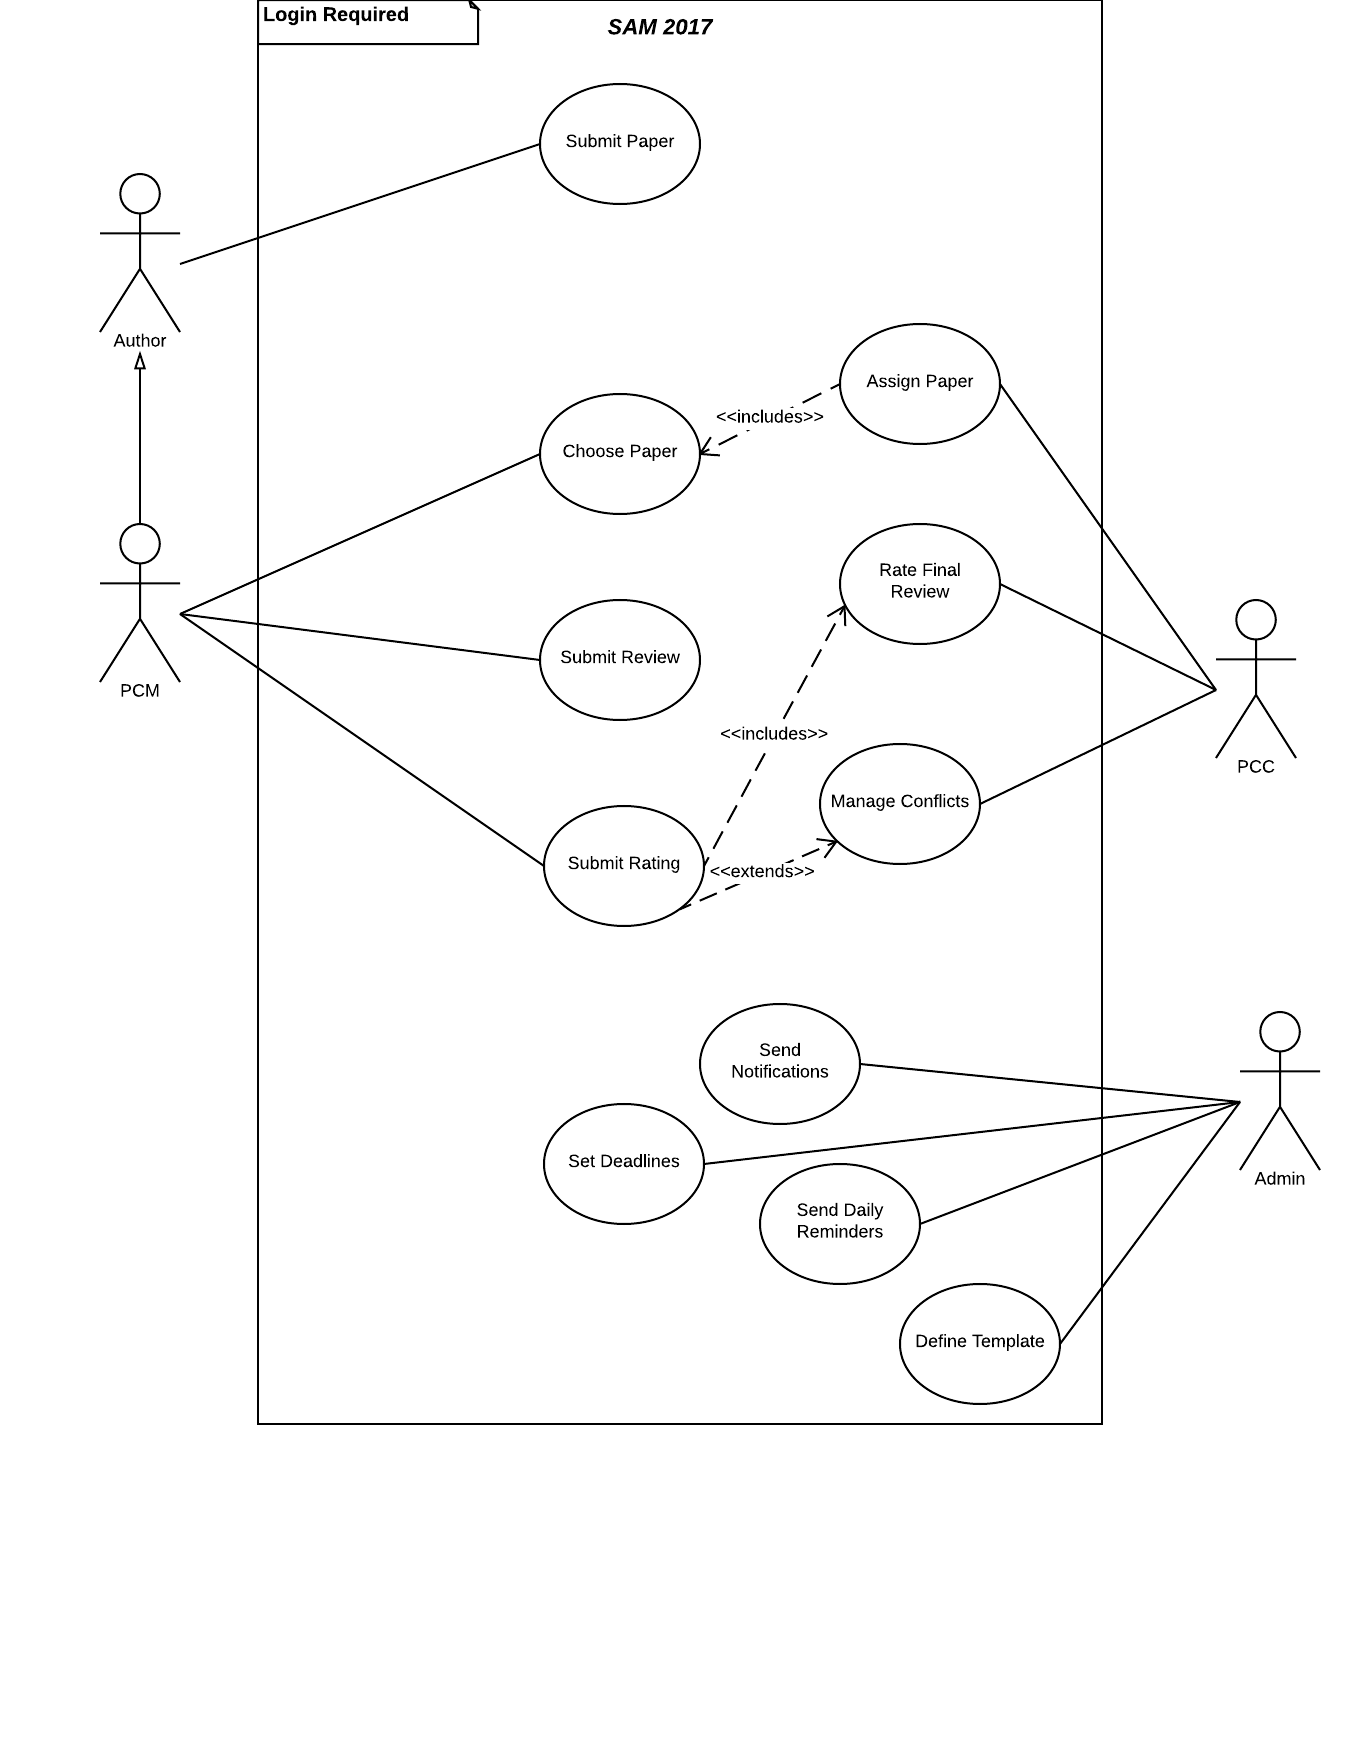 Login Required
SAM 2017
Submit Paper
Author
Assign Paper
<<includes>>
Choose Paper
Rate Final
Review
Submit Review
PCM
<<includes>>
PCC
Manage Conflicts
Submit Rating
<<extends>>
Send
Notifications
Set Deadlines
Admin
Send Daily
Reminders
Define Template